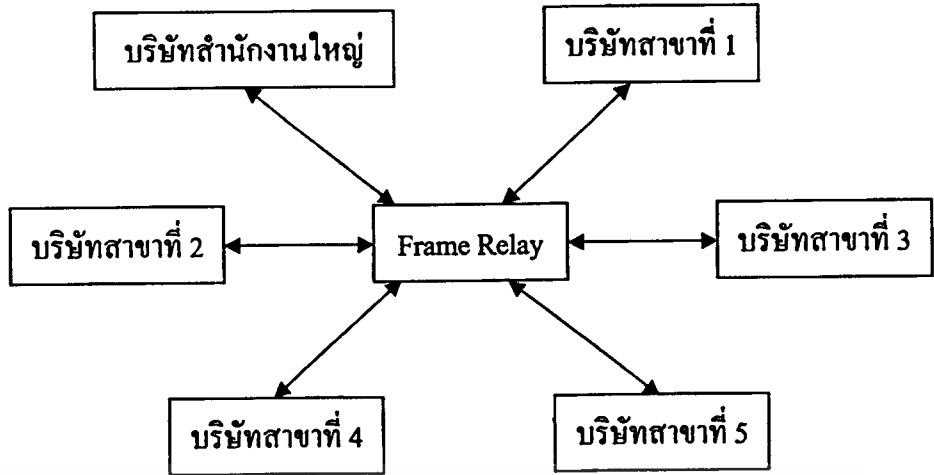 บริษัทสำนักงานใหญ่
บริษัทสาขาที่ 1
บริษัทสาขาที่ 2
Frame Relay
บริษัทสาขาที่ 3
บริษัทสาขาที่ 4
บริษัทสาขาที่ 5